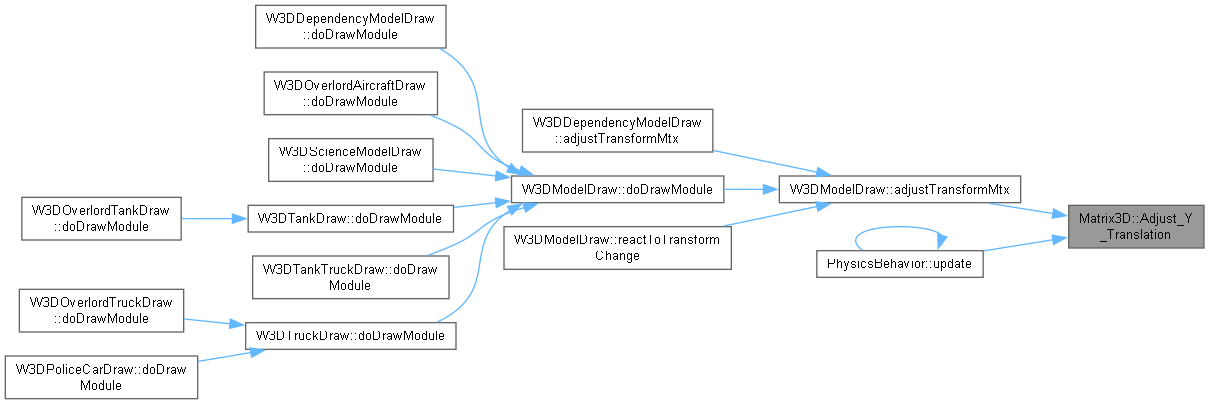 W3DDependencyModelDraw
::doDrawModule
W3DOverlordAircraftDraw
::doDrawModule
W3DScienceModelDraw
::doDrawModule
W3DOverlordTankDraw
::doDrawModule
W3DTankDraw::doDrawModule
W3DTankTruckDraw::doDraw
Module
W3DOverlordTruckDraw
::doDrawModule
W3DTruckDraw::doDrawModule
W3DPoliceCarDraw::doDraw
Module
W3DDependencyModelDraw
::adjustTransformMtx
W3DModelDraw::doDrawModule
W3DModelDraw::reactToTransform
Change
W3DModelDraw::adjustTransformMtx
PhysicsBehavior::update
Matrix3D::Adjust_Y
_Translation